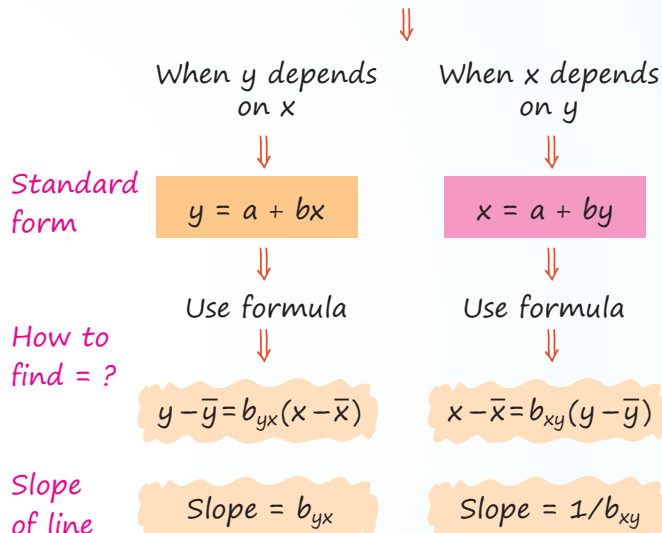 When y depends
on x
When x depends
on y
Standard
form
y = a + bx
x = a + by
Use formula
Use formula
How to
find = ?
y – y̅ = b_yx (x – x̅)
x – x̅ = b_xy (y – y̅)
Slope
of line
Slope = b_yx
Slope = 1/b_xy